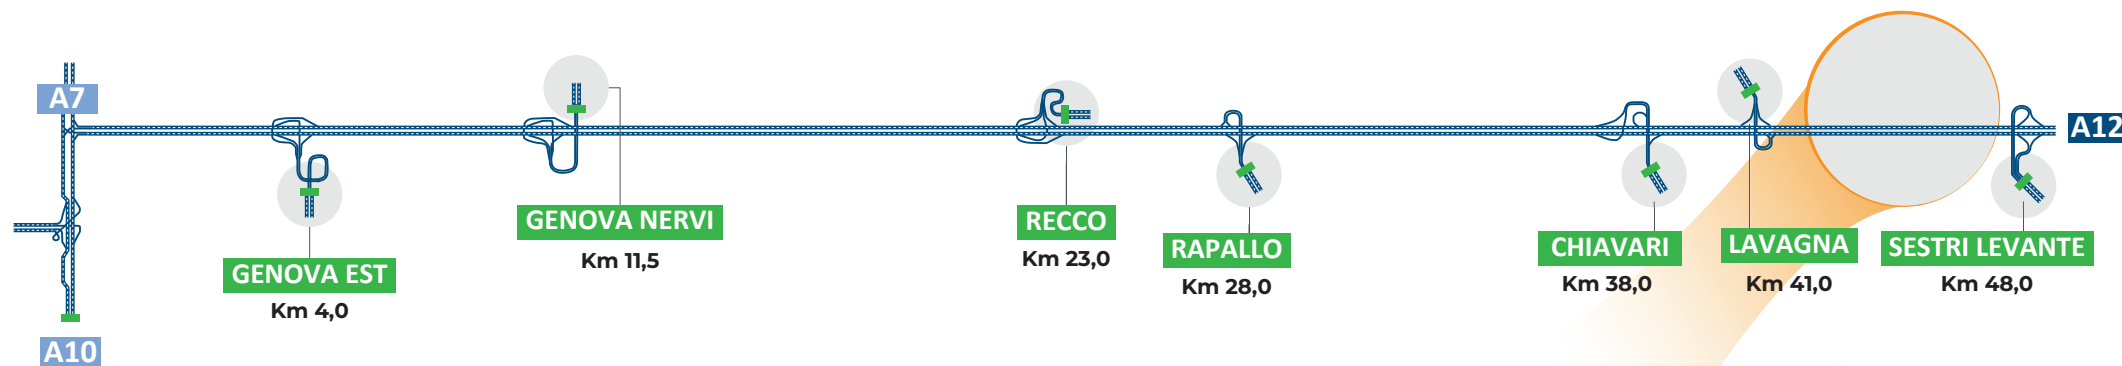 A7
A10
GENOVA EST
Km 4,0
GENOVA NERVI
Km 11,5
RECCO
Km 23,0
RAPALLO
Km 28,0
CHIAVARI
Km 38,0
LAVAGNA
Km 41,0
SESTRI LEVANTE
Km 48,0
A12